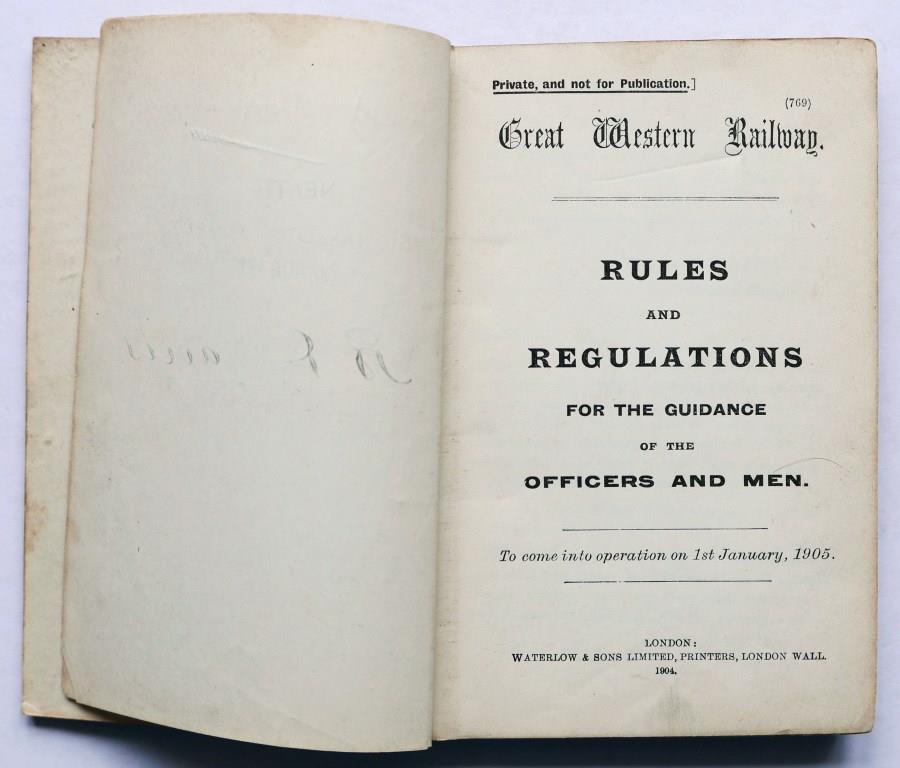 Private, and not for Publication.]
(769)
Great Western Railway.
RULES
AND
REGULATIONS
FOR THE GUIDANCE
OF THE
OFFICERS AND MEN.
To come into operation on 1st January, 1905.
LONDON:
WATERLOW & SONS LIMITED, PRINTERS, LONDON WALL.
1904.